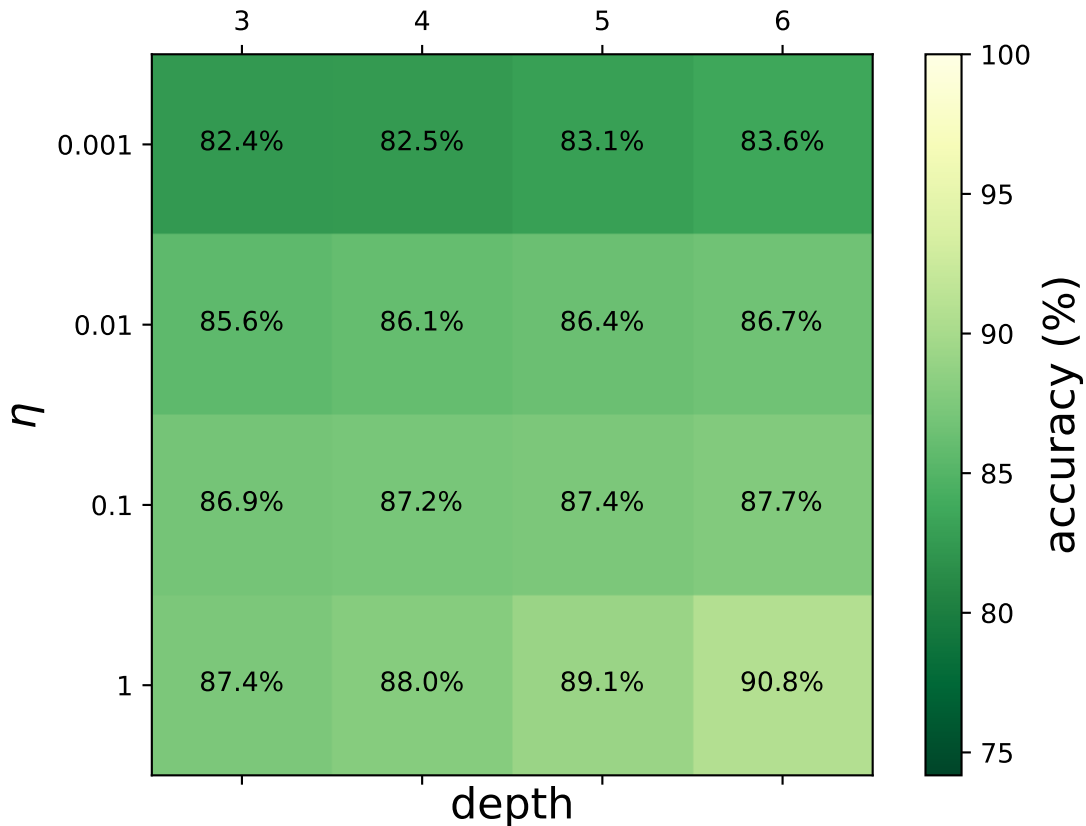 3 4 5 6
0.001 82.4% 82.5% 83.1% 83.6%
0.01 85.6% 86.1% 86.4% 86.7%
0.1 86.9% 87.2% 87.4% 87.7%
1 87.4% 88.0% 89.1% 90.8%
η
depth
100
95
90
85
80
75
accuracy (%)